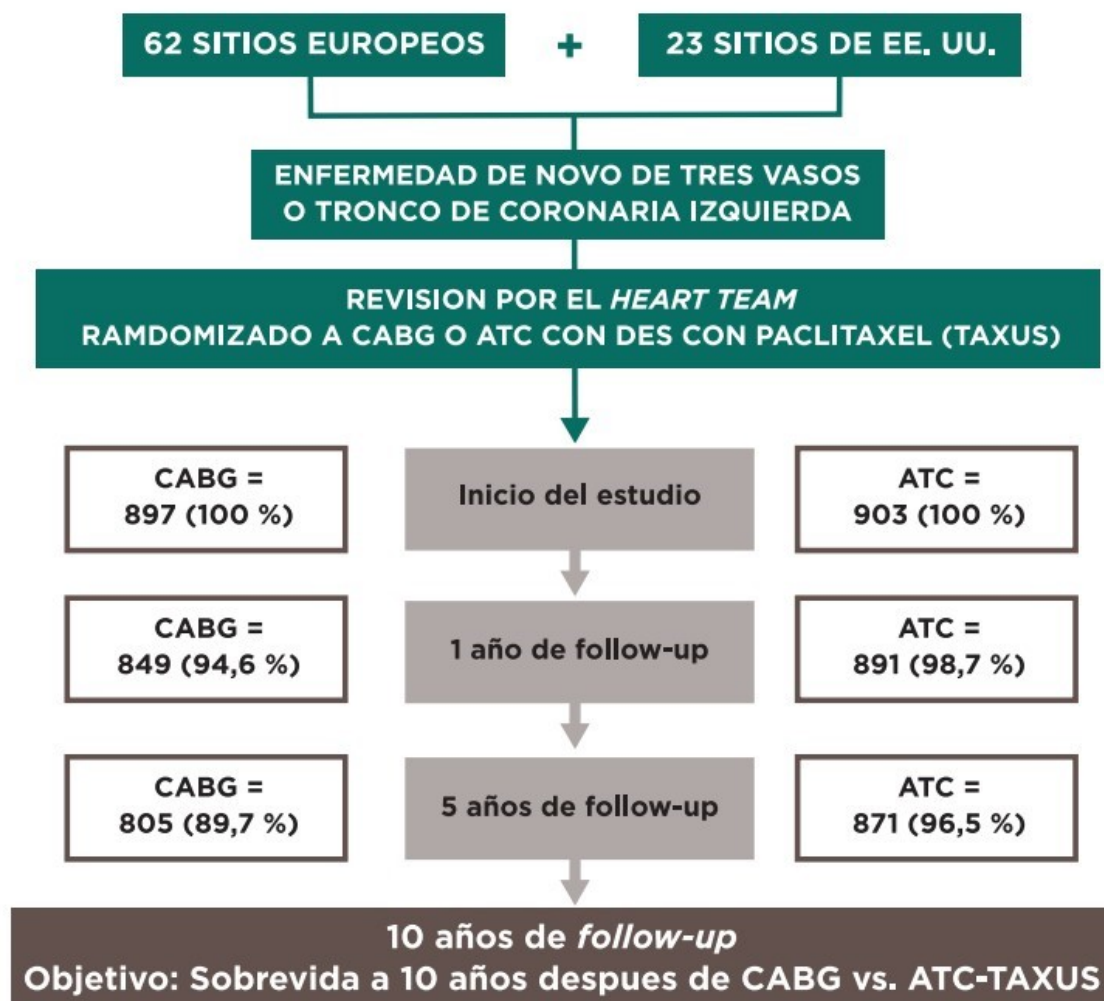 62 SITIOS EUROPEOS
+
23 SITIOS DE EE. UU.
ENFERMEDAD DE NOVO DE TRES VASOS
O TRONCO DE CORONARIA IZQUIERDA
REVISION POR EL HEART TEAM
RAMDOMIZADO A CABG O ATC CON DES CON PACLITAXEL (TAXUS)
CABG =
897 (100 %)
Inicio del estudio
ATC =
903 (100 %)
CABG =
849 (94,6 %)
1 año de follow-up
ATC =
891 (98,7 %)
CABG =
805 (89,7 %)
5 años de follow-up
ATC =
871 (96,5 %)
10 años de follow-up
Objetivo: Sobrevida a 10 años despues de CABG vs. ATC-TAXUS